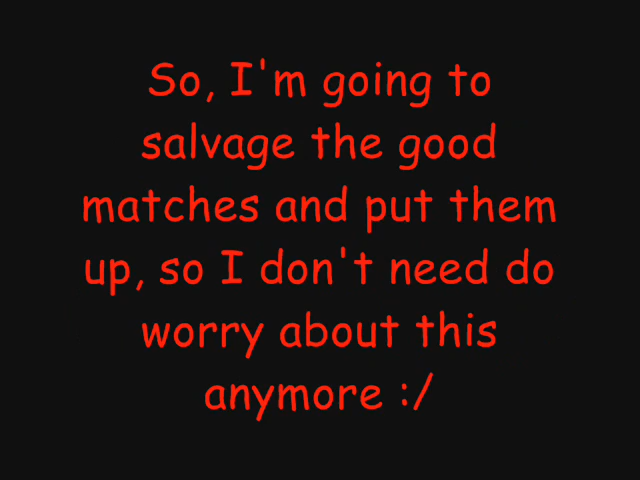 So, I'm going to
salvage the good
matches and put them
up, so I don't need do
worry about this
anymore :/